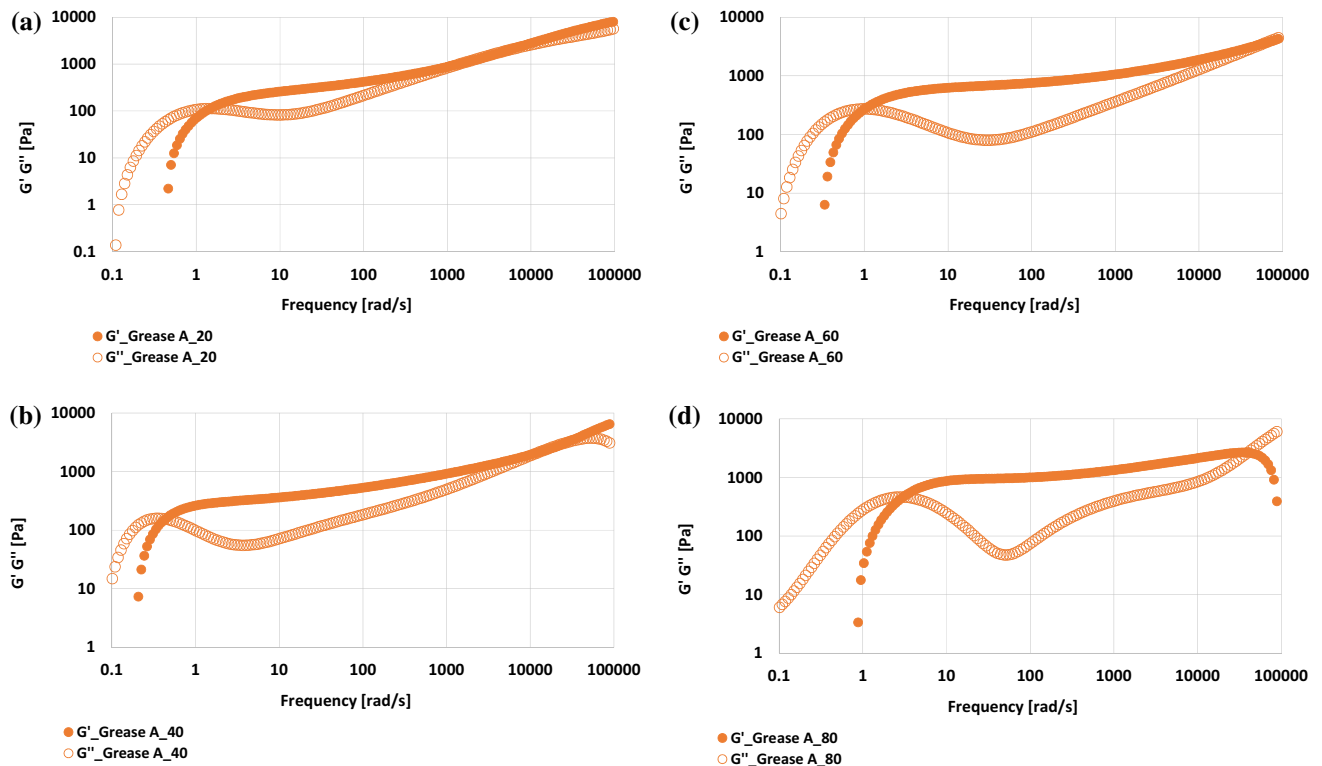 (a)
G' G" [Pa]
10000
1000
100
10
1
0.1
0.1 1 10 100 1000 10000 100000
Frequency [rad/s]
G'_Grease A_20
G''_Grease A_20
(c)
G' G" [Pa]
10000
1000
100
10
1
0.1 1 10 100 1000 10000 100000
Frequency [rad/s]
G'_Grease A_60
G''_Grease A_60
(b)
G' G" [Pa]
10000
1000
100
10
1
0.1 1 10 100 1000 10000 100000
Frequency [rad/s]
G'_Grease A_40
G''_Grease A_40
(d)
G' G" [Pa]
10000
1000
100
10
1
0.1 1 10 100 1000 10000 100000
Frequency [rad/s]
G'_Grease A_80
G''_Grease A_80